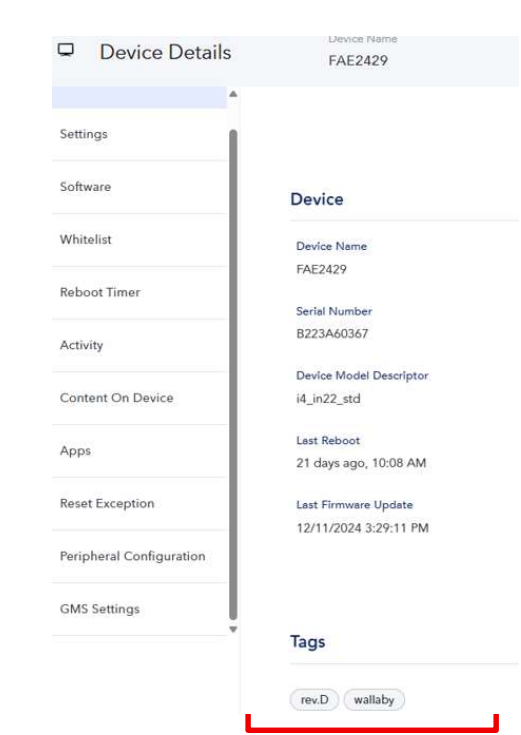 Device Details
Device Name
FAE2429
Settings
Software
Whitelist
Reboot Timer
Activity
Content On Device
Apps
Reset Exception
Peripheral Configuration
GMS Settings
Device
Device Name
FAE2429
Serial Number
B223A60367
Device Model Descriptor
i4_in22_std
Last Reboot
21 days ago, 10:08 AM
Last Firmware Update
12/11/2024 3:29:11 PM
Tags
rev.D wallaby